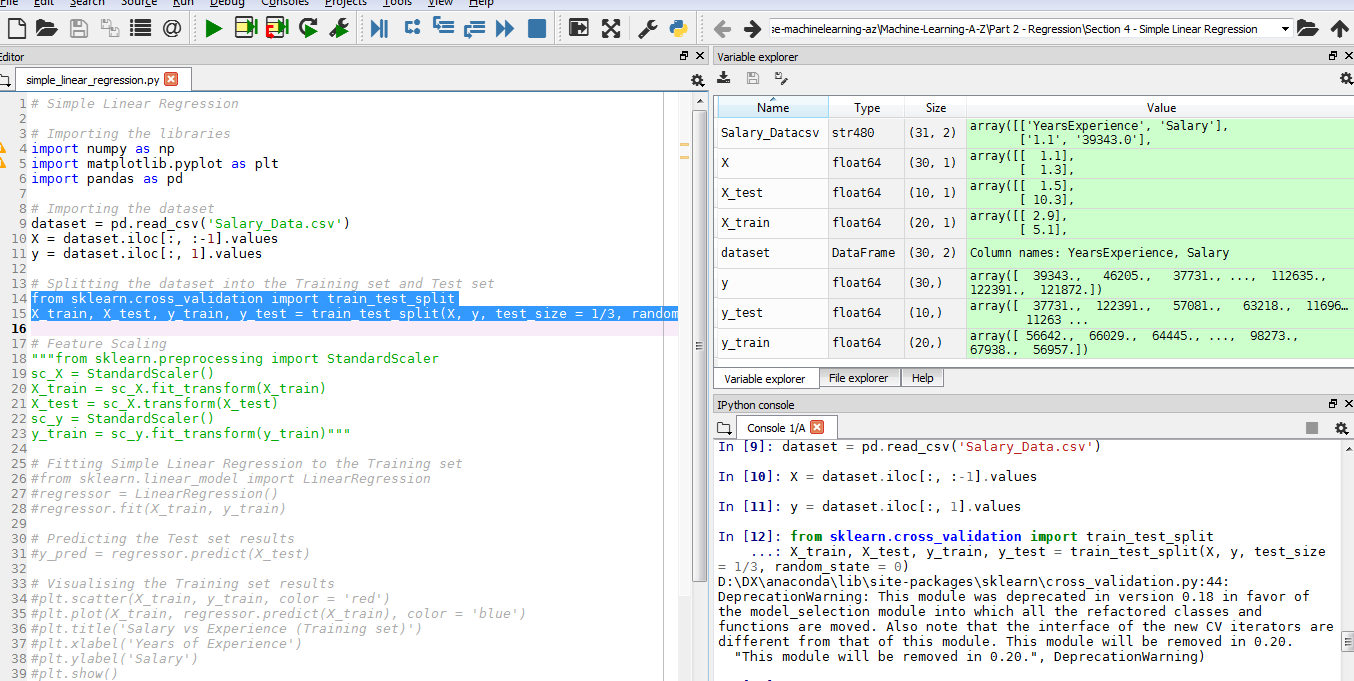 File Edit Search Source Run Debug Consoles Projects Tools View Help
se-machinelearning-az\Machine-Learning-A-Z\Part 2 - Regression\Section 4 - Simple Linear Regression
Editor
simple_linear_regression.py
1 # Simple Linear Regression
2
3 # Importing the libraries
4 import numpy as np
5 import matplotlib.pyplot as plt
6 import pandas as pd
7
8 # Importing the dataset
9 dataset = pd.read_csv('Salary_Data.csv')
10 X = dataset.iloc[:, :-1].values
11 y = dataset.iloc[:, 1].values
12
13 # Splitting the dataset into the Training set and Test set
14 from sklearn.cross_validation import train_test_split
15 X_train, X_test, y_train, y_test = train_test_split(X, y, test_size = 1/3, random
16
17 # Feature Scaling
18 """from sklearn.preprocessing import StandardScaler
19 sc_X = StandardScaler()
20 X_train = sc_X.fit_transform(X_train)
21 X_test = sc_X.transform(X_test)
22 sc_y = StandardScaler()
23 y_train = sc_y.fit_transform(y_train)"""
24
25 # Fitting Simple Linear Regression to the Training set
26 #from sklearn.linear_model import LinearRegression
27 #regressor = LinearRegression()
28 #regressor.fit(X_train, y_train)
29
30 # Predicting the Test set results
31 #y_pred = regressor.predict(X_test)
32
33 # Visualising the Training set results
34 #plt.scatter(X_train, y_train, color = 'red')
35 #plt.plot(X_train, regressor.predict(X_train), color = 'blue')
36 #plt.title('Salary vs Experience (Training set)')
37 #plt.xlabel('Years of Experience')
38 #plt.ylabel('Salary')
39 #plt.show()
Variable explorer
Name Type Size Value
Salary_Datacsv str480 (31, 2) array([['YearsExperience', 'Salary'],
['1.1', '39343.0'],
X float64 (30, 1) array([[ 1.1],
[ 1.3],
X_test float64 (10, 1) array([[ 1.5],
[ 10.3],
X_train float64 (20, 1) array([[ 2.9],
[ 5.1],
dataset DataFrame (30, 2) Column names: YearsExperience, Salary
y float64 (30,) array([ 39343., 46205., 37731., ..., 112635.,
122391., 121872.])
y_test float64 (10,) array([ 37731., 122391., 57081., 63218., 11696…
11263 ...
y_train float64 (20,) array([ 56642., 66029., 64445., ..., 98273.,
67938., 56957.])
Variable explorer File explorer Help
IPython console
Console 1/A
In [9]: dataset = pd.read_csv('Salary_Data.csv')
In [10]: X = dataset.iloc[:, :-1].values
In [11]: y = dataset.iloc[:, 1].values
In [12]: from sklearn.cross_validation import train_test_split
...: X_train, X_test, y_train, y_test = train_test_split(X, y, test_size
= 1/3, random_state = 0)
D:\DX\anaconda\lib\site-packages\sklearn\cross_validation.py:44:
DeprecationWarning: This module was deprecated in version 0.18 in favor of
the model_selection module into which all the refactored classes and
functions are moved. Also note that the interface of the new CV iterators are
different from that of this module. This module will be removed in 0.20.
"This module will be removed in 0.20.", DeprecationWarning)